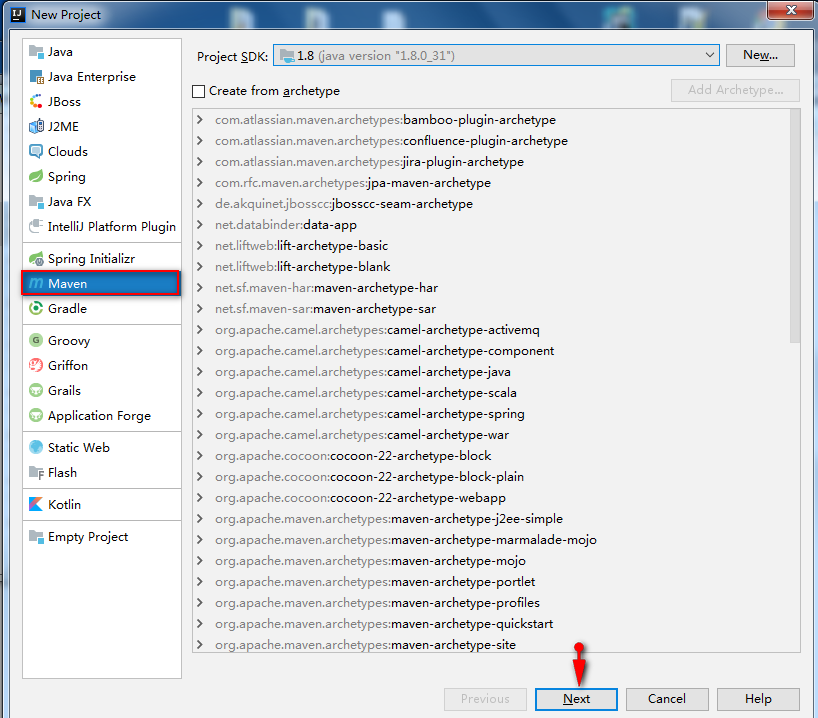 New Project
Java
Java Enterprise
JBoss
J2ME
Clouds
Spring
Java FX
IntelliJ Platform Plugin
Spring Initializr
Maven
Gradle
Groovy
Griffon
Grails
Application Forge
Static Web
Flash
Kotlin
Empty Project
Project SDK: 1.8 (java version "1.8.0_31") New...
Create from archetype Add Archetype...
com.atlassian.maven.archetypes:bamboo-plugin-archetype
com.atlassian.maven.archetypes:confluence-plugin-archetype
com.atlassian.maven.archetypes:jira-plugin-archetype
com.rfc.maven.archetypes:jpa-maven-archetype
de.akquinet.jbosscc:jbosscc-seam-archetype
net.databinder:data-app
net.liftweb:lift-archetype-basic
net.liftweb:lift-archetype-blank
net.sf.maven-har:maven-archetype-har
net.sf.maven-sar:maven-archetype-sar
org.apache.camel.archetypes:camel-archetype-activemq
org.apache.camel.archetypes:camel-archetype-component
org.apache.camel.archetypes:camel-archetype-java
org.apache.camel.archetypes:camel-archetype-scala
org.apache.camel.archetypes:camel-archetype-spring
org.apache.camel.archetypes:camel-archetype-war
org.apache.cocoon:cocoon-22-archetype-block
org.apache.cocoon:cocoon-22-archetype-block-plain
org.apache.cocoon:cocoon-22-archetype-webapp
org.apache.maven.archetypes:maven-archetype-j2ee-simple
org.apache.maven.archetypes:maven-archetype-marmalade-mojo
org.apache.maven.archetypes:maven-archetype-mojo
org.apache.maven.archetypes:maven-archetype-portlet
org.apache.maven.archetypes:maven-archetype-profiles
org.apache.maven.archetypes:maven-archetype-quickstart
org.apache.maven.archetypes:maven-archetype-site
Previous Next Cancel Help